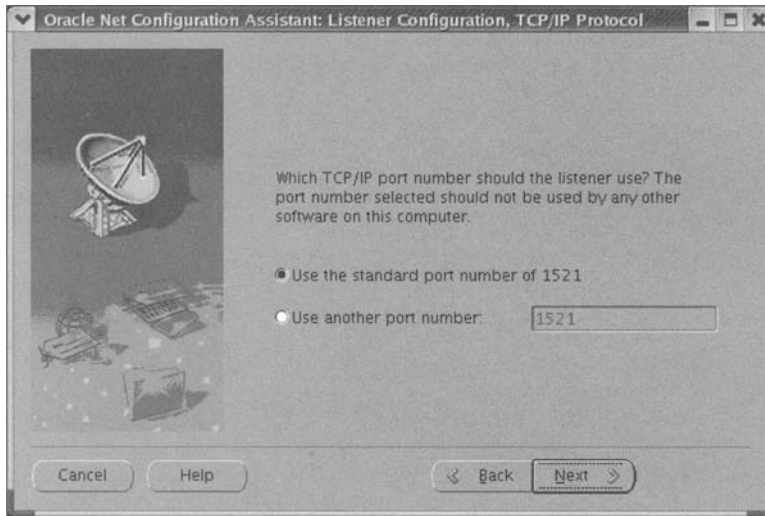 Oracle Net Configuration Assistant: Listener Configuration, TCP/IP Protocol
Which TCP/IP port number should the listener use? The
port number selected should not be used by any other
software on this computer.
Use the standard port number of 1521
Use another port number: 1521
Cancel Help Back Next